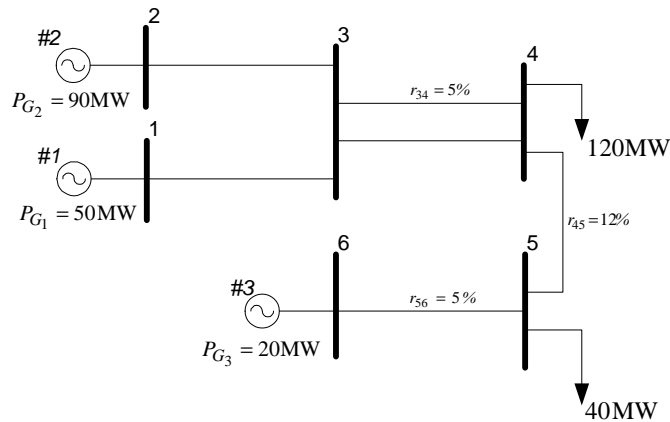 #2
2
P_{G_2} = 90MW
3
4
r_{34} = 5%
120MW
#1
1
P_{G_1} = 50MW
r_{45} = 12%
6
5
#3
r_{56} = 5%
P_{G_3} = 20MW
40MW